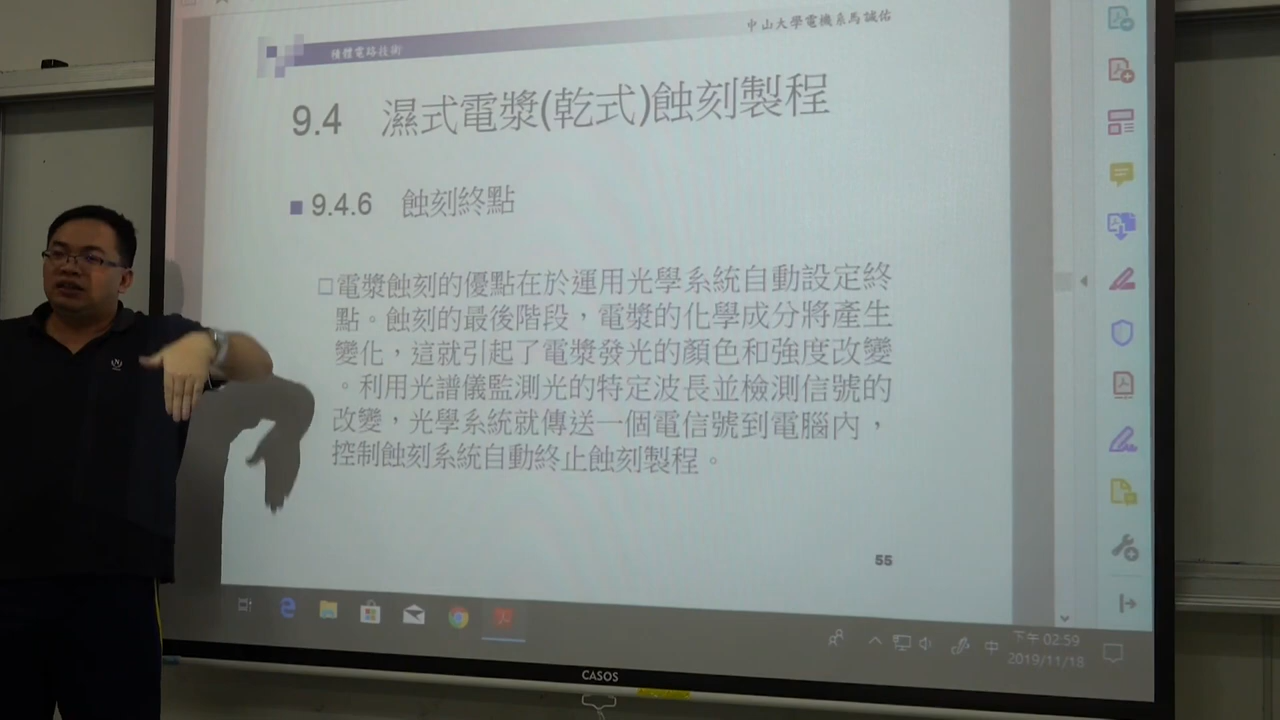 中山大學電機系馬誠佑
積體電路技術
9.4 濕式電漿(乾式)蝕刻製程
9.4.6 蝕刻終點
電漿蝕刻的優點在於運用光學系統自動設定終
點。蝕刻的最後階段，電漿的化學成分將產生
變化，這就引起了電漿發光的顏色和強度改變
。利用光譜儀監測光的特定波長並檢測信號的
改變，光學系統就傳送一個電信號到電腦內，
控制蝕刻系統自動終止蝕刻製程。
55
中
下午 02:59
2019/11/18
CASOS